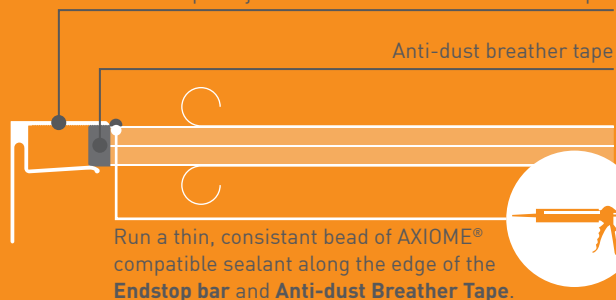 Anti-dust breather tape
Run a thin, consistant bead of AXIOME®
compatible sealant along the edge of the
Endstop bar and Anti-dust Breather Tape.